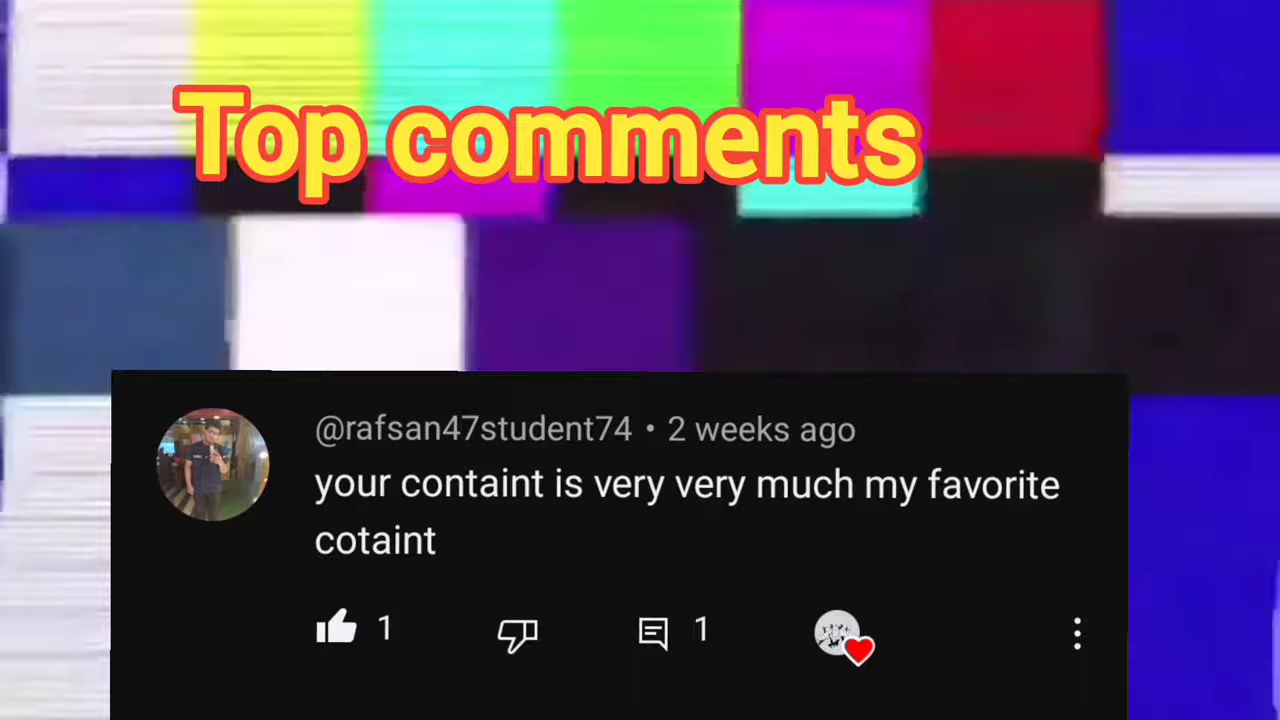 Top comments
@rafsan47student74 • 2 weeks ago
your containt is very very much my favorite
cotaint
1 1